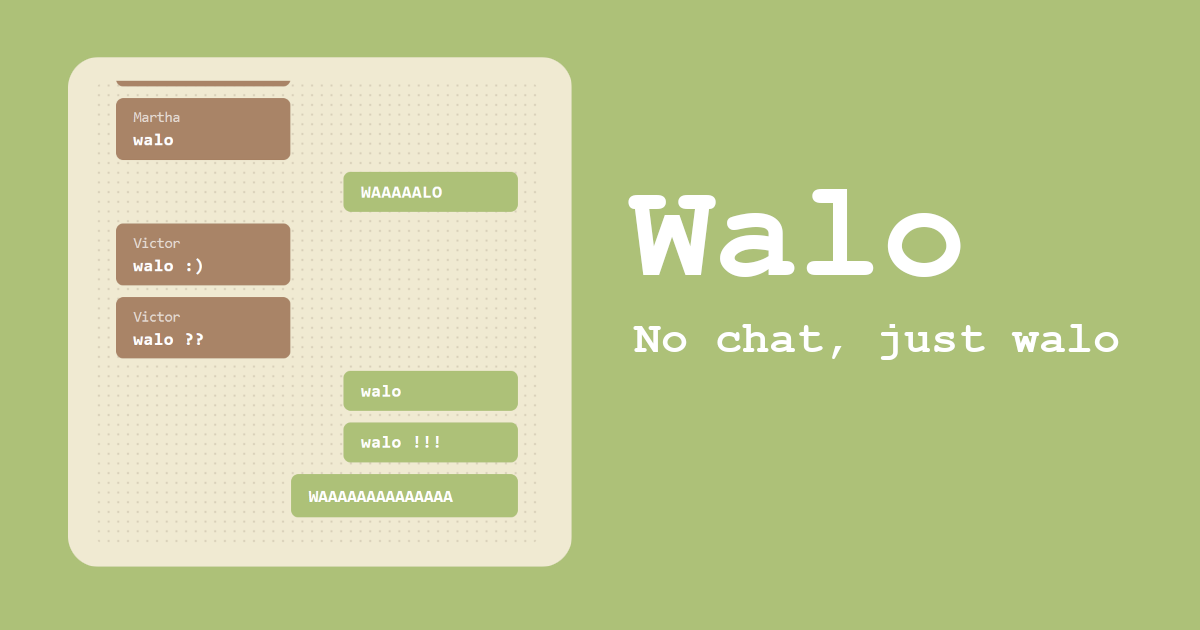 Martha
walo
WAAAAALO
Victor
walo :)
Victor
walo ??
walo
walo !!!
WAAAAAAAAAAAAAA
Walo
No chat, just walo